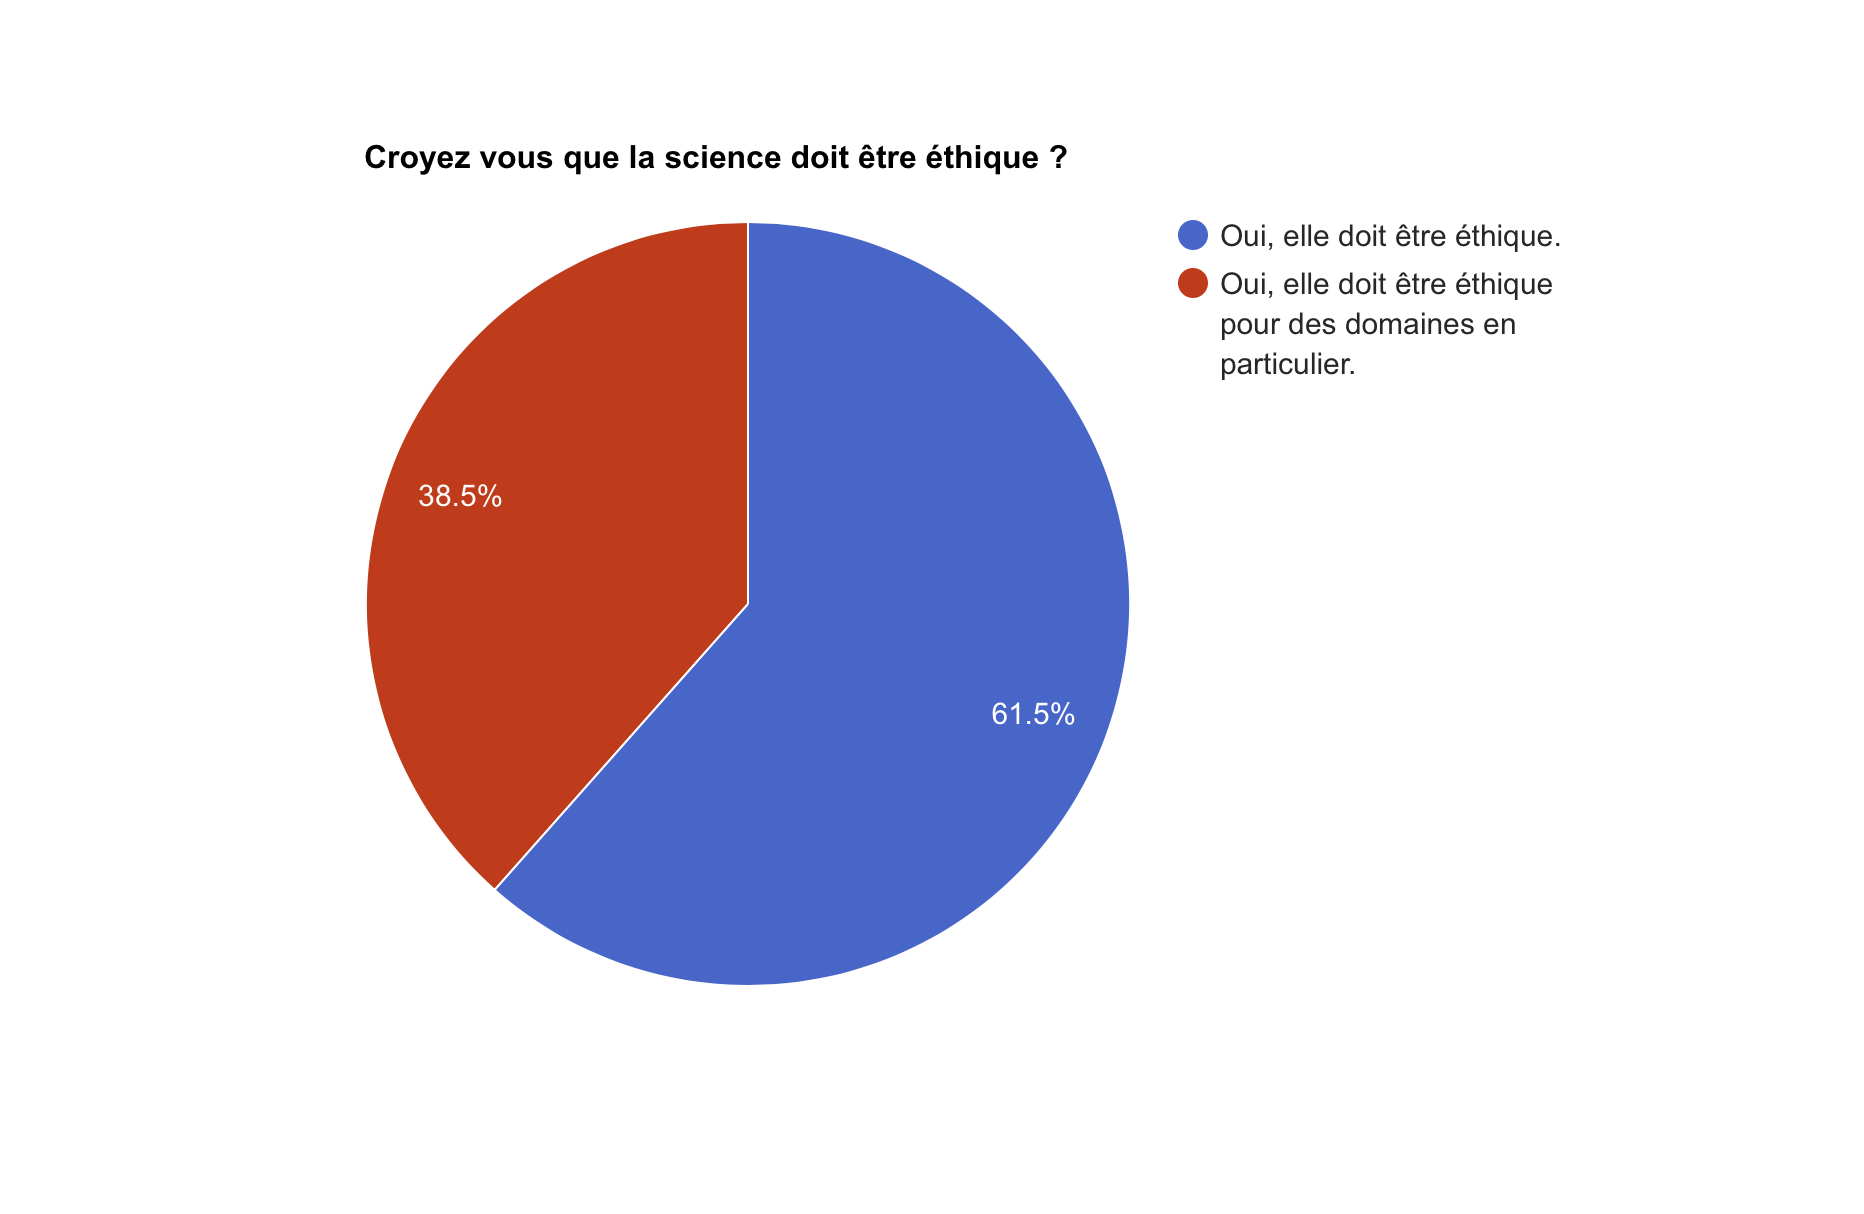 Croyez vous que la science doit être éthique ?
Oui, elle doit être éthique.
Oui, elle doit être éthique
pour des domaines en
particulier.
38.5%
61.5%